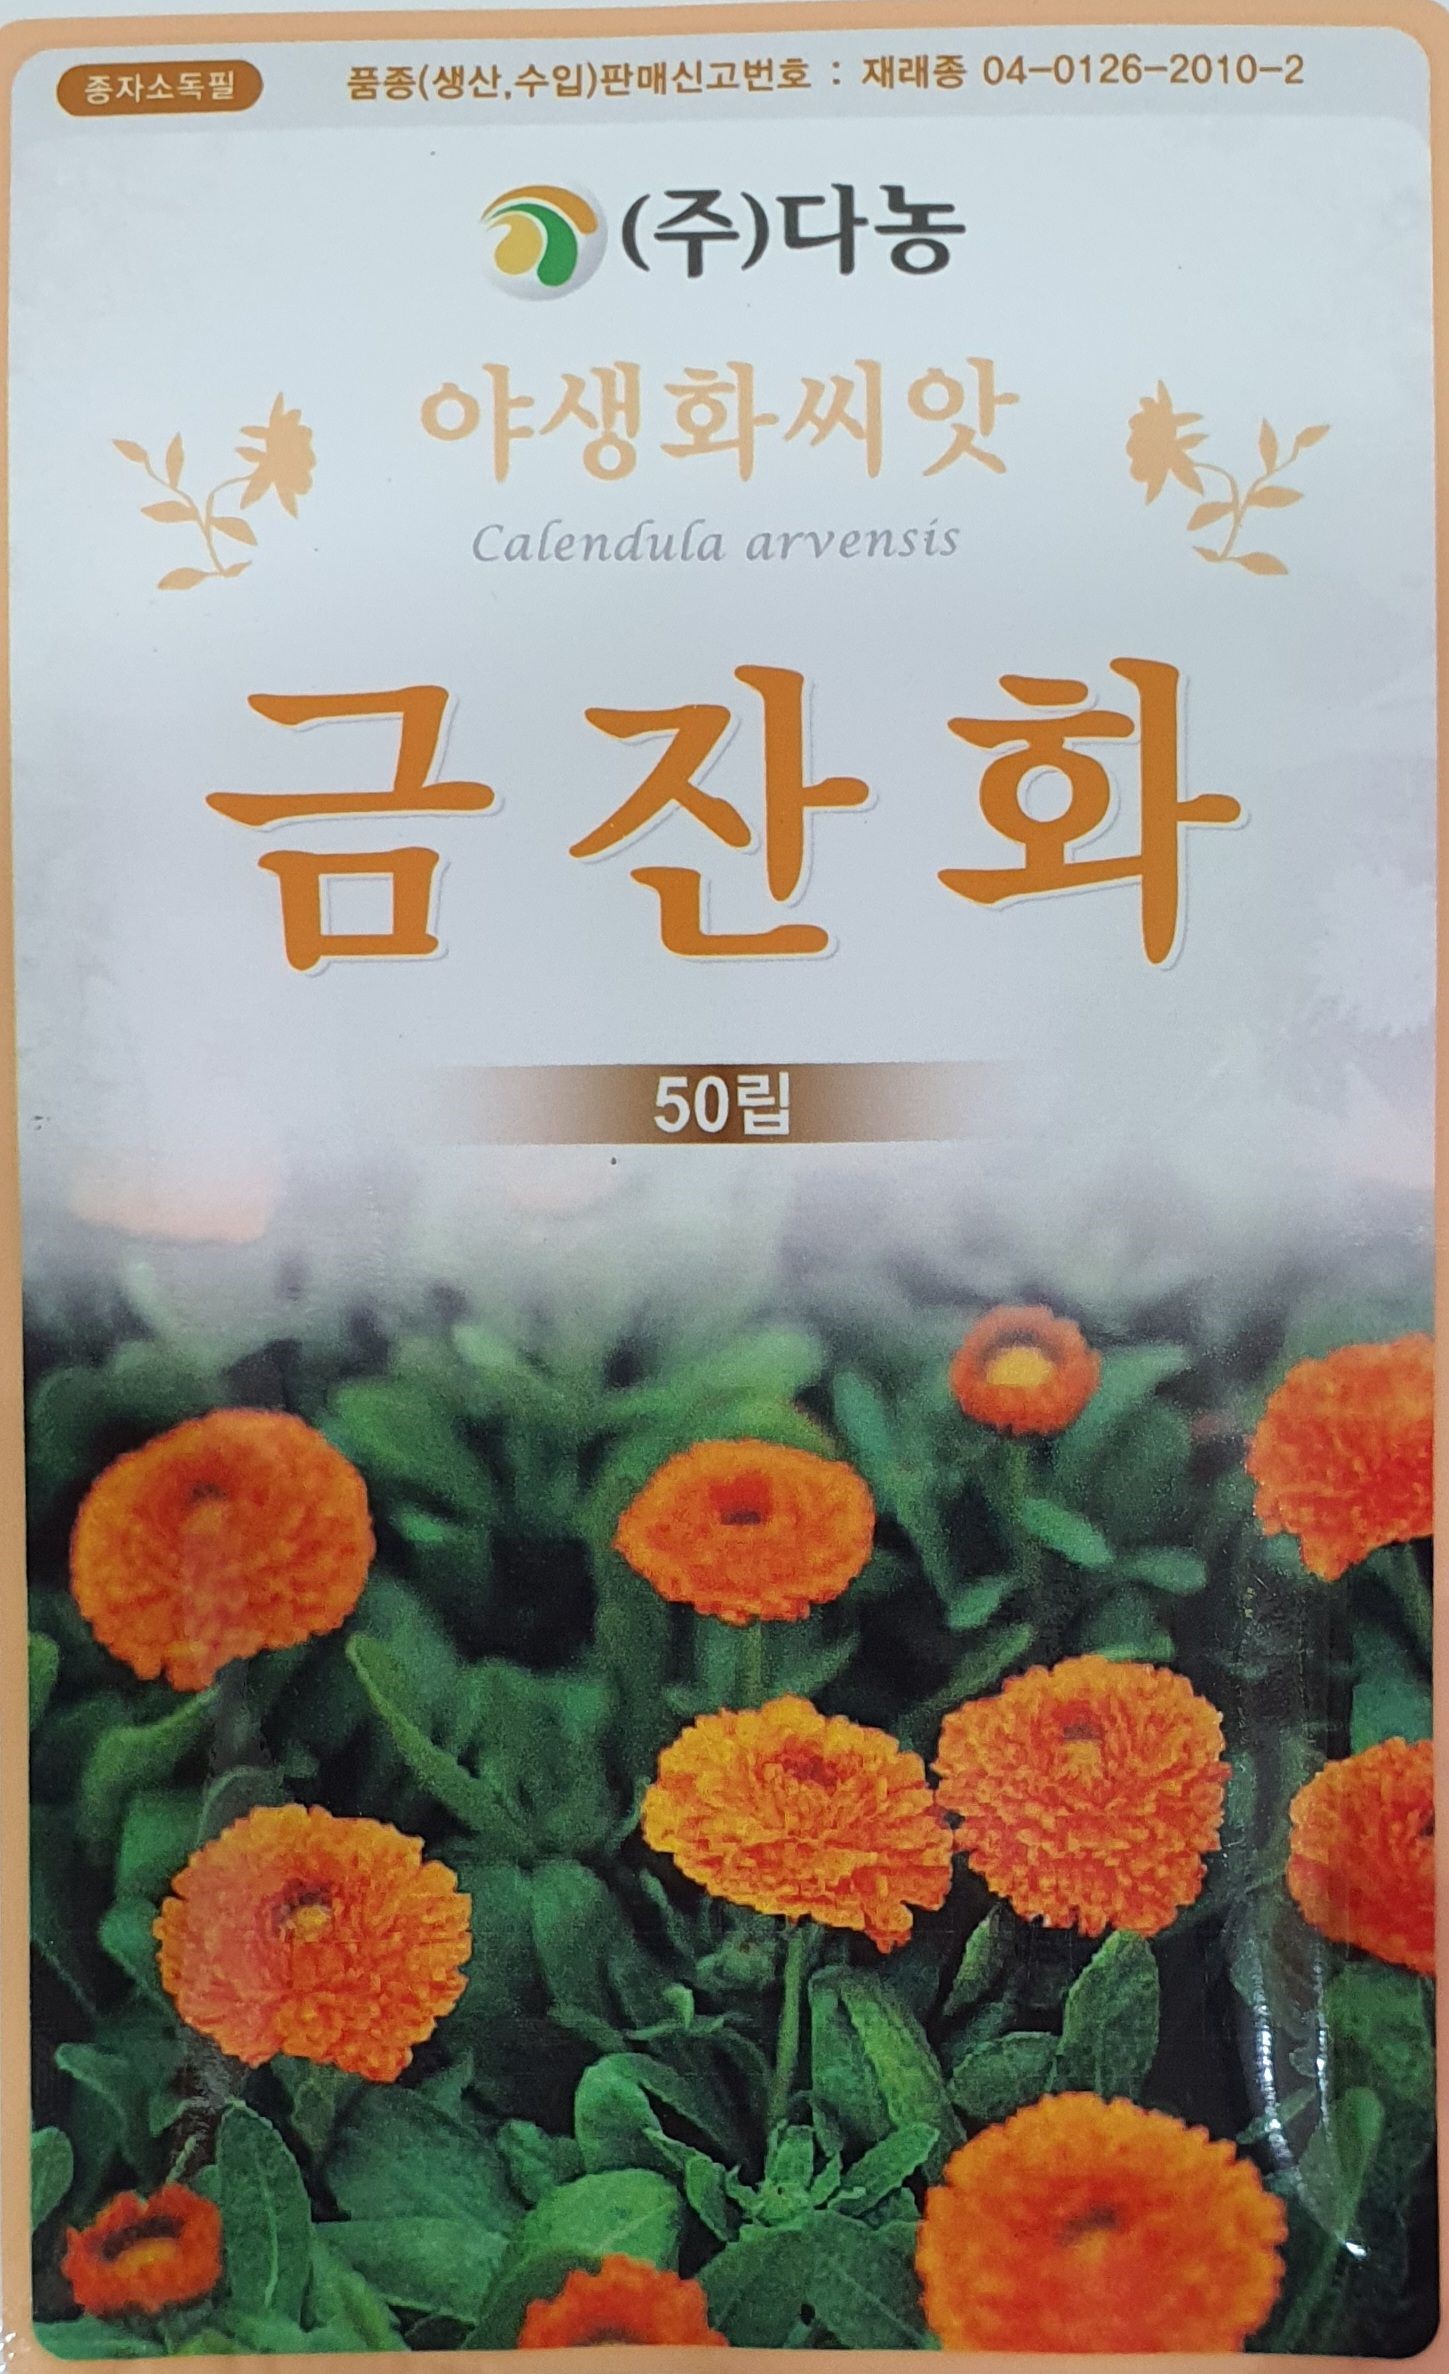 종자소독필 품종(생산,수입)판매신고번호 : 재래종 04-0126-2010-2
(주)다농
야생화씨앗
Calendula arvensis
금잔화
50립